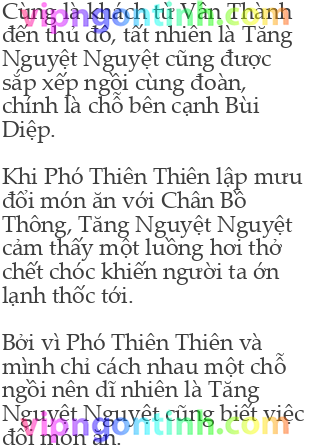 Cùng là khách từ Vân Thành
đến thủ đô, tất nhiên là Tăng
Nguyệt Nguyệt cũng được
sắp xếp ngồi cùng đoàn,
chính là chỗ bên cạnh Bùi
Diệp.
Khi Phó Thiên Thiên lập mưu
đổi món ăn với Chân Bồ
Thông, Tăng Nguyệt Nguyệt
cảm thấy một luồng hơi thở
chết chóc khiến người ta ớn
lạnh thốc tới.
Bởi vì Phó Thiên Thiên và
mình chỉ cách nhau một chỗ
ngồi nên dĩ nhiên là Tăng
Nguyệt Nguyệt cũng biết việc
đổi món ăn.
vipngontinh.com
vipngontinh.com